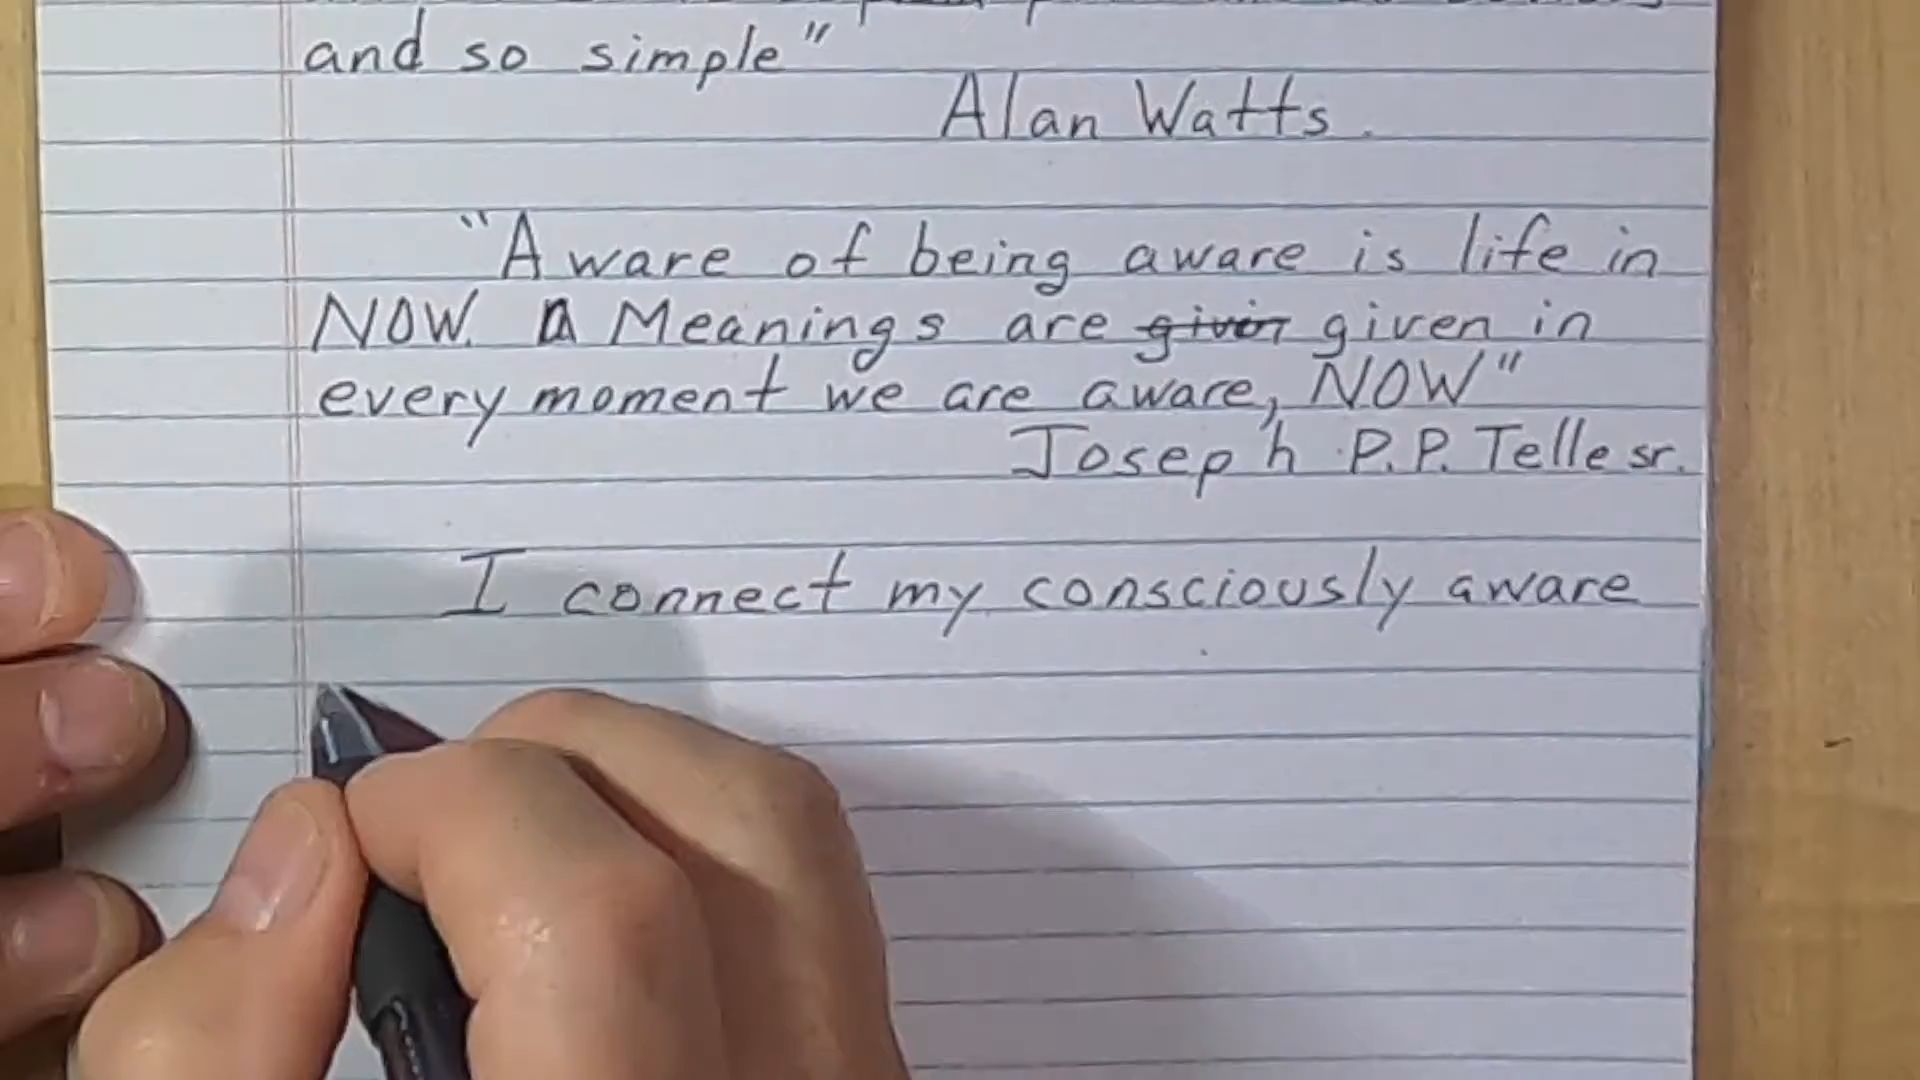 and so simple"
Alan Watts.
"Aware of being aware is life in
NOW. Meanings are given in
every moment we are aware, NOW"
Joseph P.P. Telle sr.
I connect my consciously aware